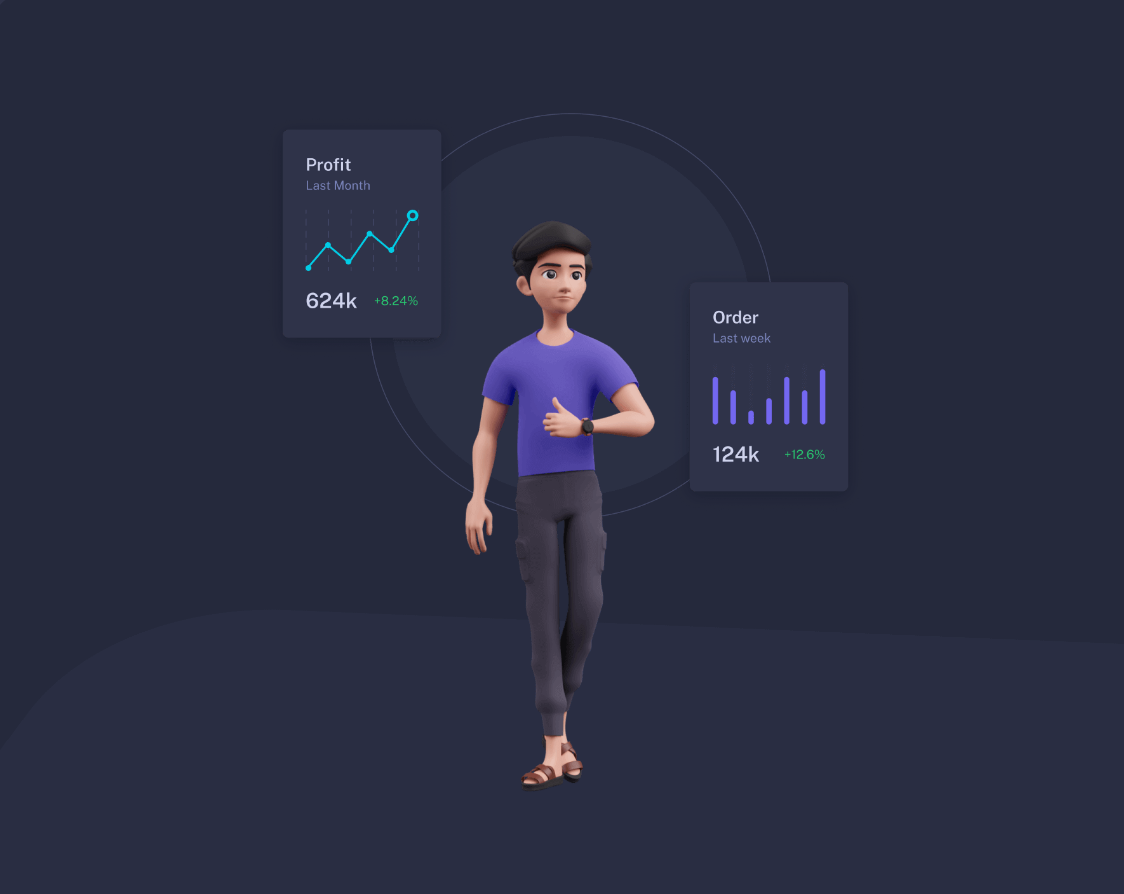 Profit
Last Month
624k +8.24%
Order
Last week
124k +12.6%